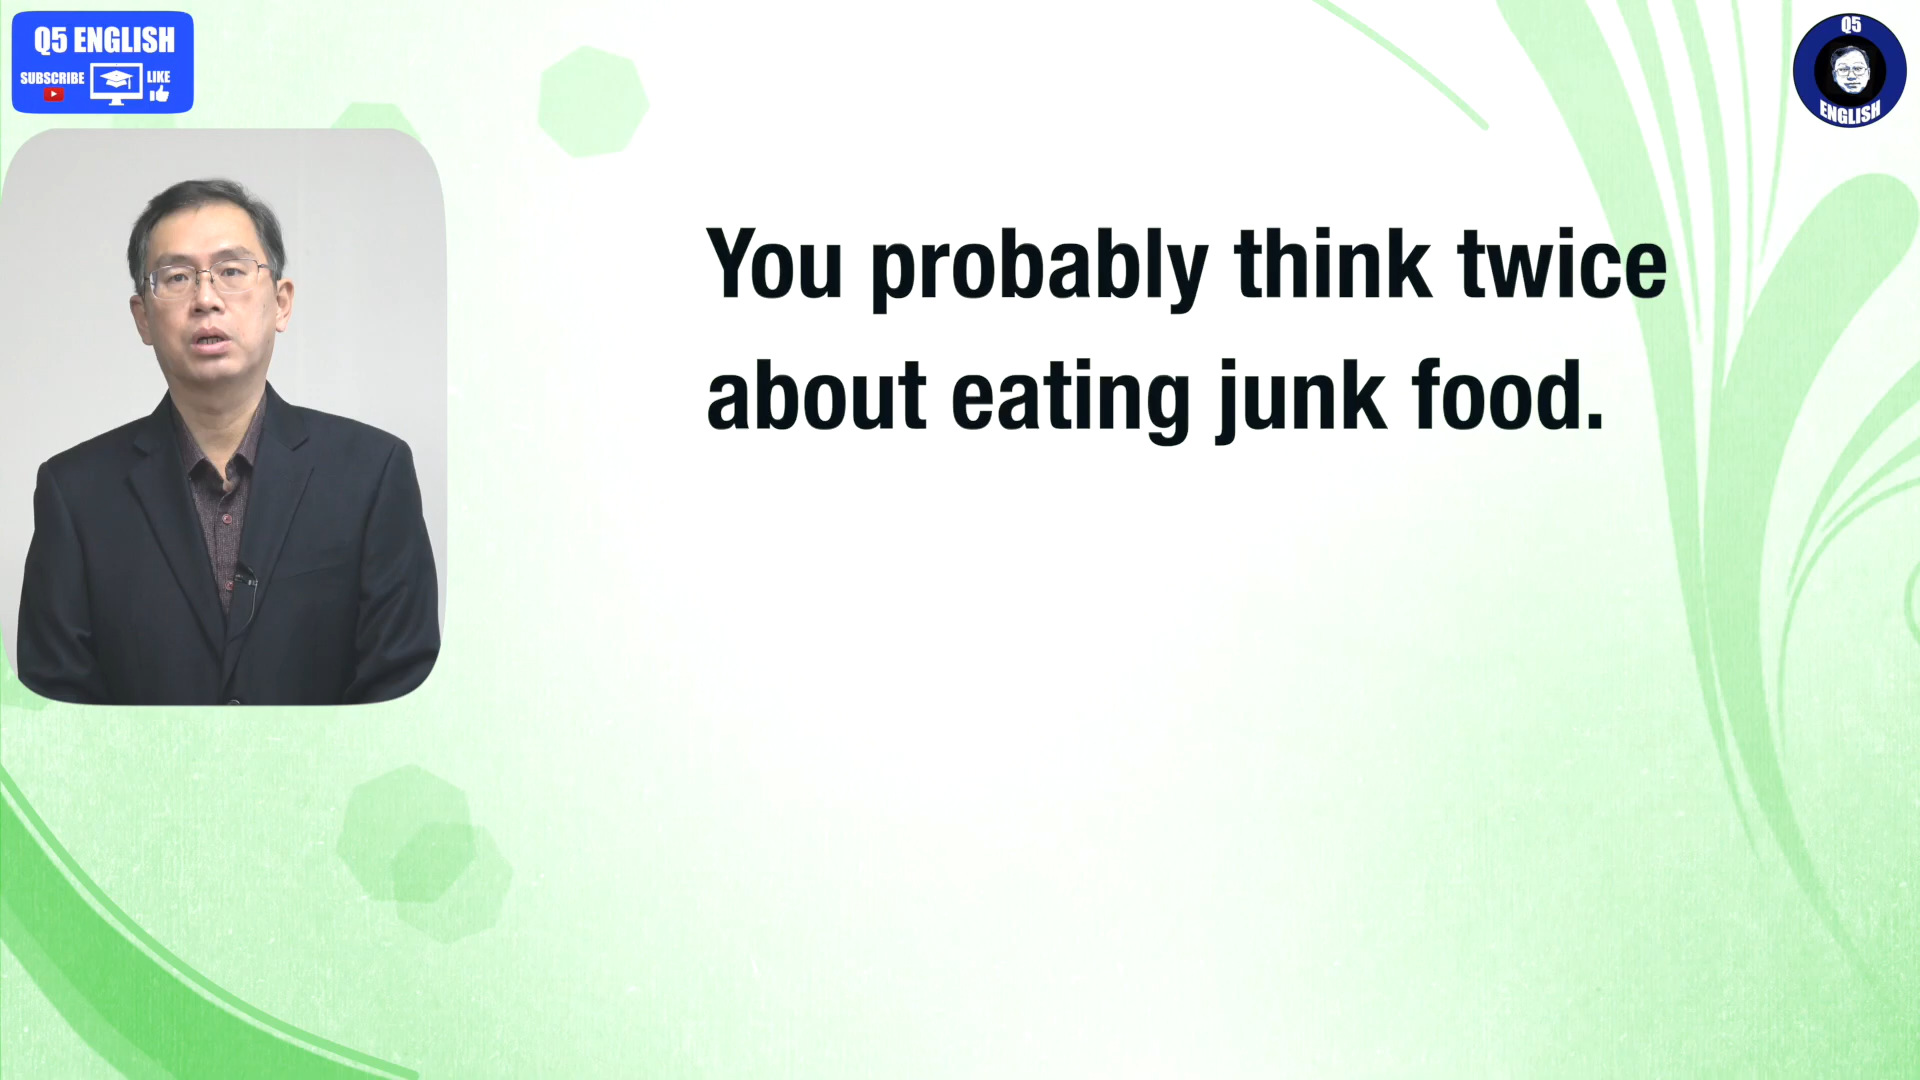 Q5 ENGLISH
SUBSCRIBE
LIKE
Q5
ENGLISH
You probably think twice
about eating junk food.